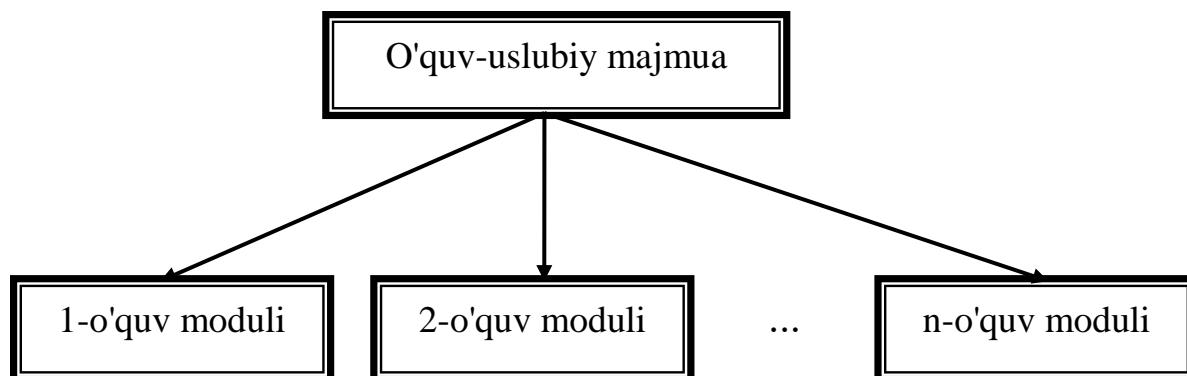 O'quv-uslubiy majmua
1-o'quv moduli
2-o'quv moduli
...
n-o'quv moduli